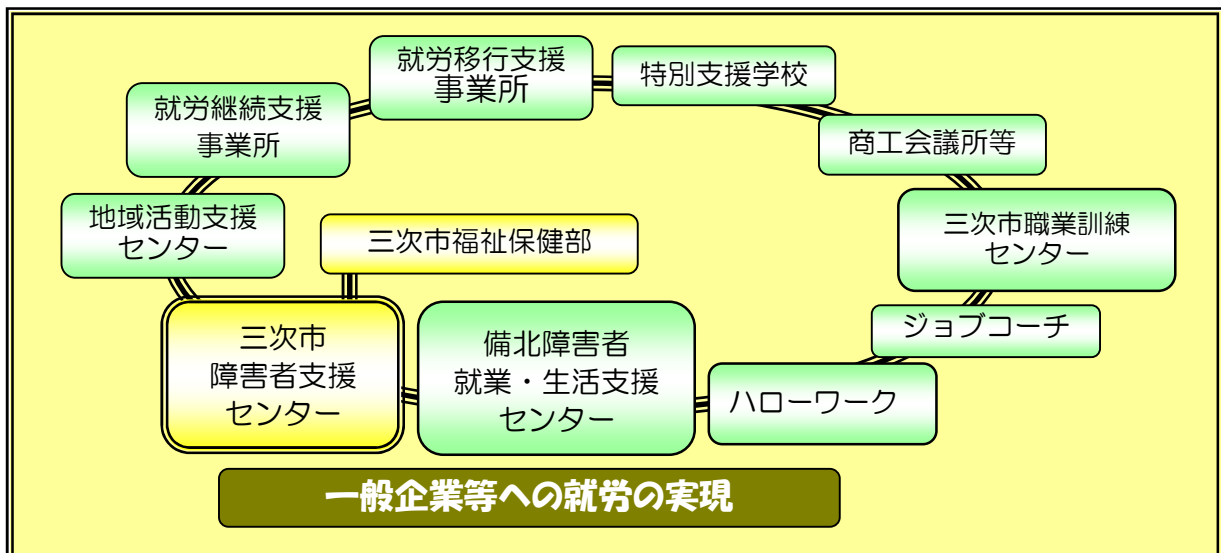 就労移行支援
事業所
特別支援学校
就労継続支援
事業所
商工会議所等
地域活動支援
センター
三次市福祉保健部
三次市職業訓練
センター
ジョブコーチ
三次市
障害者支援
センター
備北障害者
就業・生活支援
センター
ハローワーク
一般企業等への就労の実現